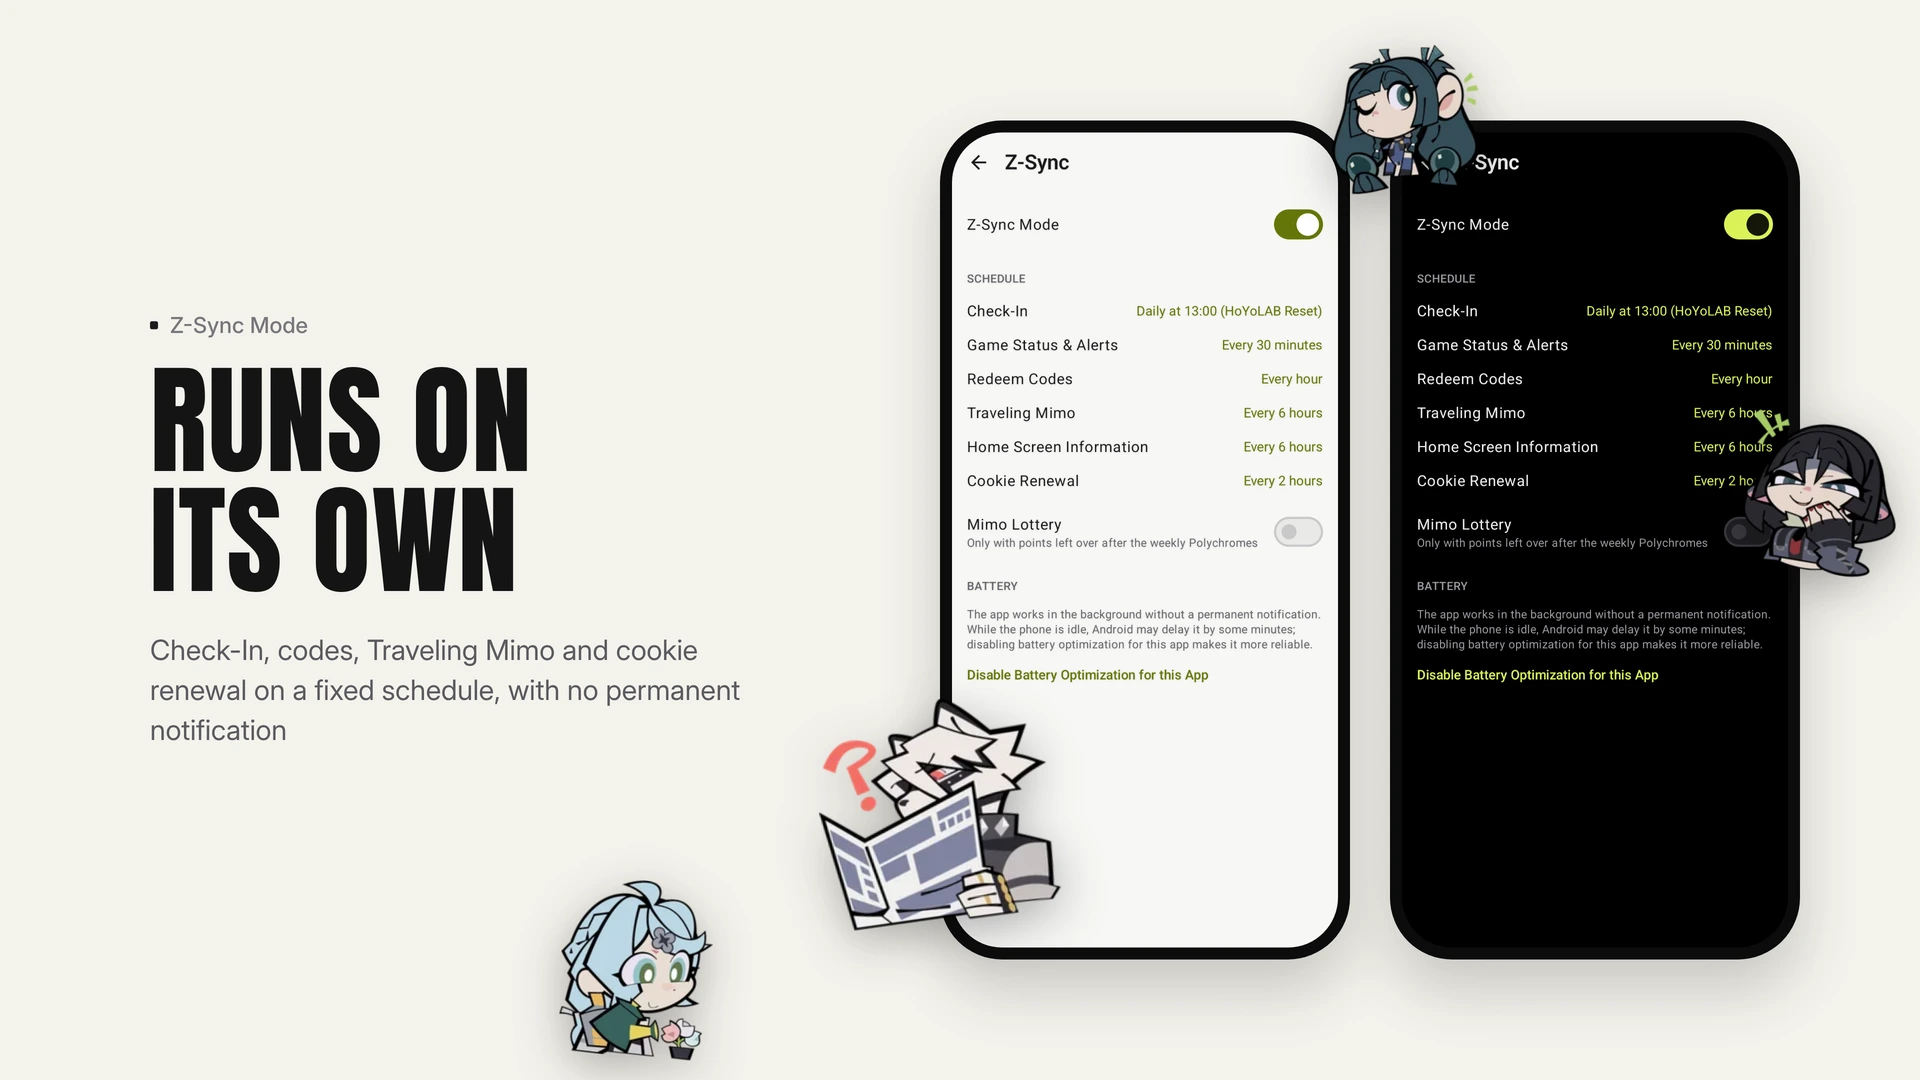 Z-Sync Mode
RUNS ON
ITS OWN
Check-In, codes, Traveling Mimo and cookie
renewal on a fixed schedule, with no permanent
notification
Z-Sync
Z-Sync Mode
SCHEDULE
Check-In Daily at 13:00 (HoYoLAB Reset)
Game Status & Alerts Every 30 minutes
Redeem Codes Every hour
Traveling Mimo Every 6 hours
Home Screen Information Every 6 hours
Cookie Renewal Every 2 hours
Mimo Lottery
Only with points left over after the weekly Polychromes
BATTERY
The app works in the background without a permanent notification.
While the phone is idle, Android may delay it by some minutes;
disabling battery optimization for this app makes it more reliable.
Disable Battery Optimization for this App
Sync
Z-Sync Mode
SCHEDULE
Check-In Daily at 13:00 (HoYoLAB Reset)
Game Status & Alerts Every 30 minutes
Redeem Codes Every hour
Traveling Mimo Every 6 hours
Home Screen Information Every 6 hours
Cookie Renewal Every 2
Mimo Lottery
Only with points left over after the weekly Polychromes
BATTERY
The app works in the background without a permanent notification.
While the phone is idle, Android may delay it by some minutes;
disabling battery optimization for this app makes it more reliable.
Disable Battery Optimization for this App